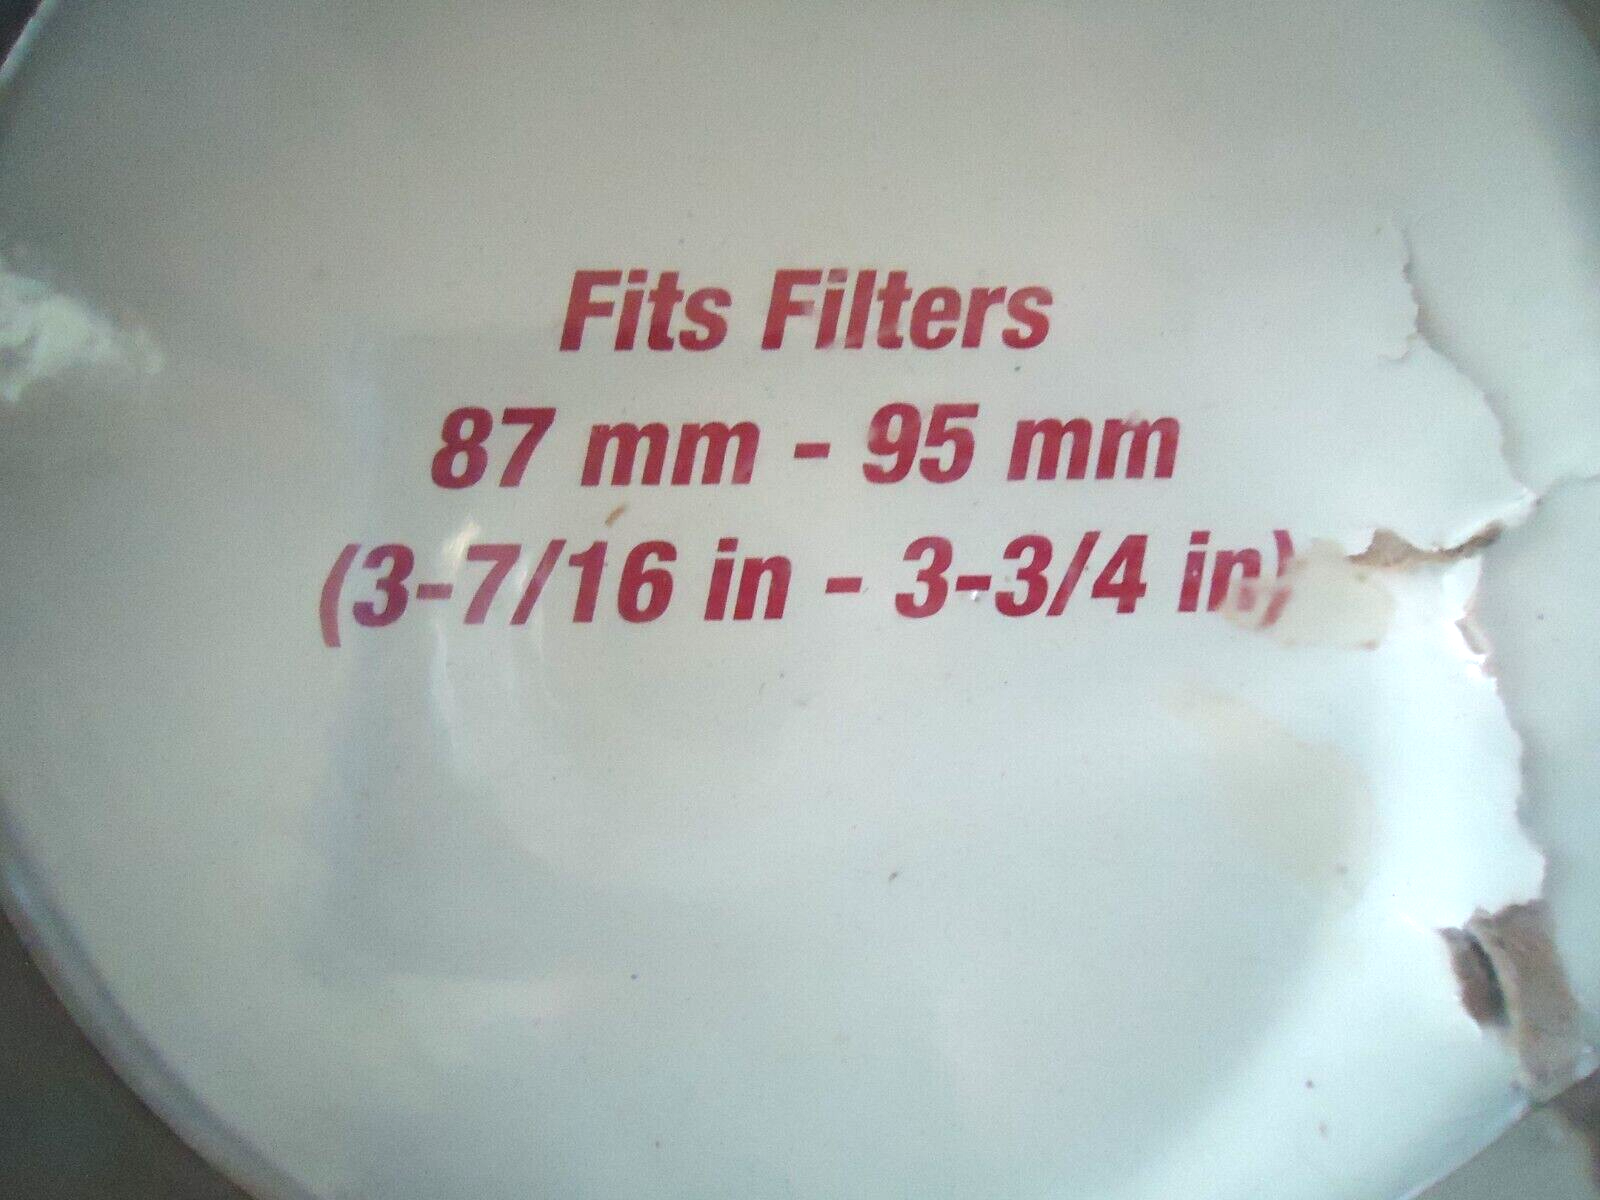 Fits Filters
87 mm - 95 mm
(3-7/16 in - 3-3/4 in)